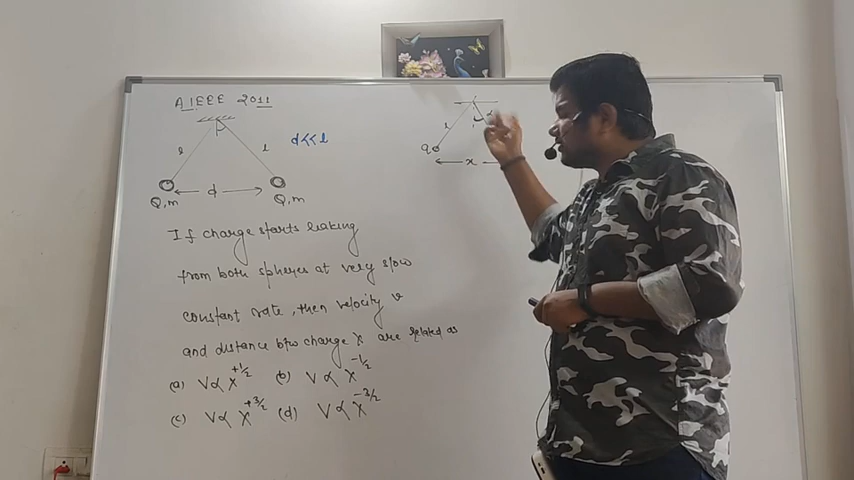 AIEEE 2011
l l d<<l
d
Q,m Q,m
If charge starts leaking
from both spheres at very slow
constant rate, then velocity v
and distance btw charge x are related as
(a) V∝X^+1/2 (b) V∝X^-1/2
(c) V∝X^+3/2 (d) V∝X^-3/2
l
q
x